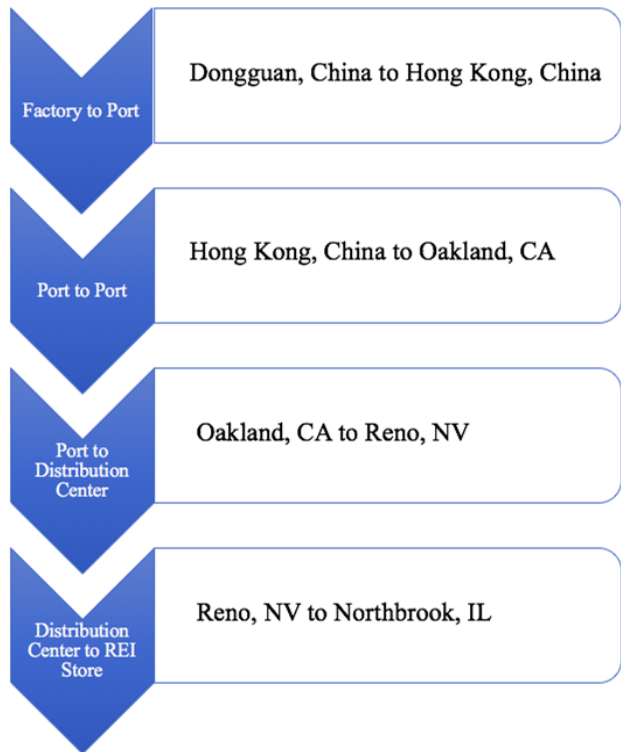 Factory to Port
Dongguan, China to Hong Kong, China
Port to Port
Hong Kong, China to Oakland, CA
Port to
Distribution
Center
Oakland, CA to Reno, NV
Distribution
Center to REI
Store
Reno, NV to Northbrook, IL